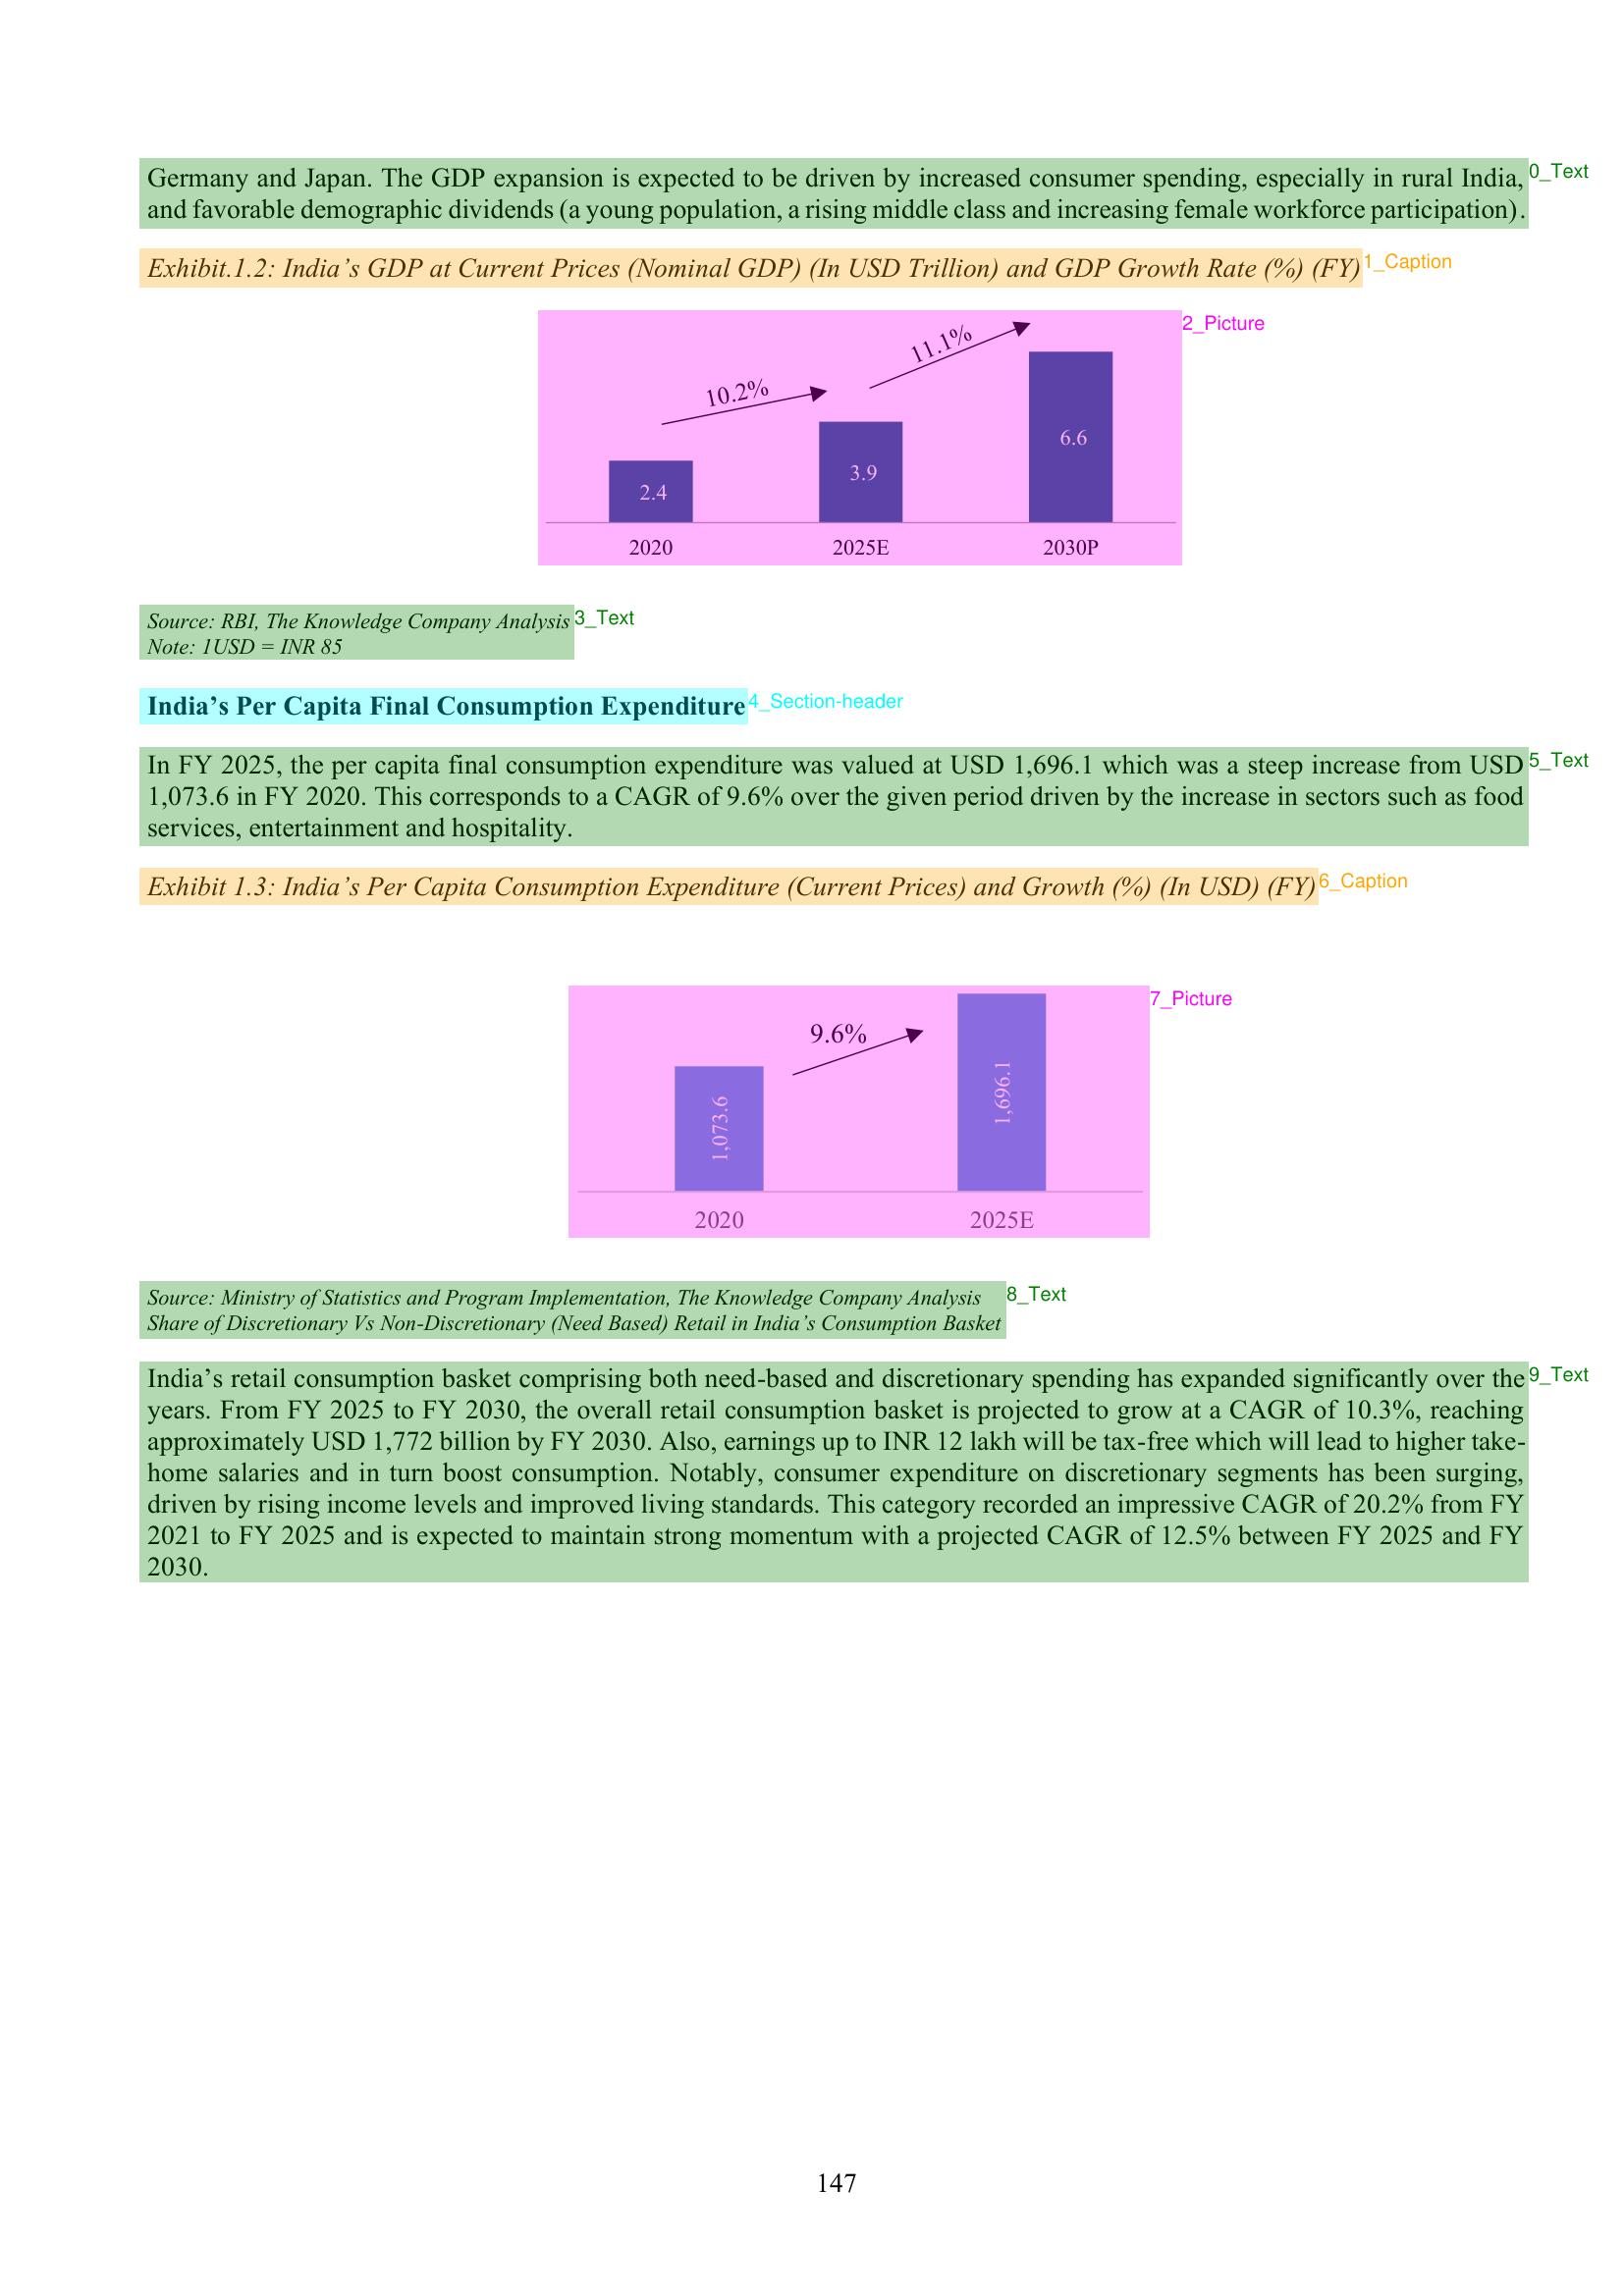 Germany and Japan. The GDP expansion is expected to be driven by increased consumer spending, especially in rural India, 0_Text
and favorable demographic dividends (a young population, a rising middle class and increasing female workforce participation).
Exhibit.1.2: India’s GDP at Current Prices (Nominal GDP) (In USD Trillion) and GDP Growth Rate (%) (FY) 1_Caption
2_Picture
11.1%
10.2%
6.6
3.9
2.4
2020 2025E 2030P
Source: RBI, The Knowledge Company Analysis 3_Text
Note: 1USD = INR 85
India’s Per Capita Final Consumption Expenditure 4_Section-header
In FY 2025, the per capita final consumption expenditure was valued at USD 1,696.1 which was a steep increase from USD 5_Text
1,073.6 in FY 2020. This corresponds to a CAGR of 9.6% over the given period driven by the increase in sectors such as food
services, entertainment and hospitality.
Exhibit 1.3: India’s Per Capita Consumption Expenditure (Current Prices) and Growth (%) (In USD) (FY) 6_Caption
7_Picture
9.6%
1,073.6
1,696.1
2020 2025E
Source: Ministry of Statistics and Program Implementation, The Knowledge Company Analysis 8_Text
Share of Discretionary Vs Non-Discretionary (Need Based) Retail in India’s Consumption Basket
India’s retail consumption basket comprising both need-based and discretionary spending has expanded significantly over the 9_Text
years. From FY 2025 to FY 2030, the overall retail consumption basket is projected to grow at a CAGR of 10.3%, reaching
approximately USD 1,772 billion by FY 2030. Also, earnings up to INR 12 lakh will be tax-free which will lead to higher take-
home salaries and in turn boost consumption. Notably, consumer expenditure on discretionary segments has been surging,
driven by rising income levels and improved living standards. This category recorded an impressive CAGR of 20.2% from FY
2021 to FY 2025 and is expected to maintain strong momentum with a projected CAGR of 12.5% between FY 2025 and FY
2030.
147